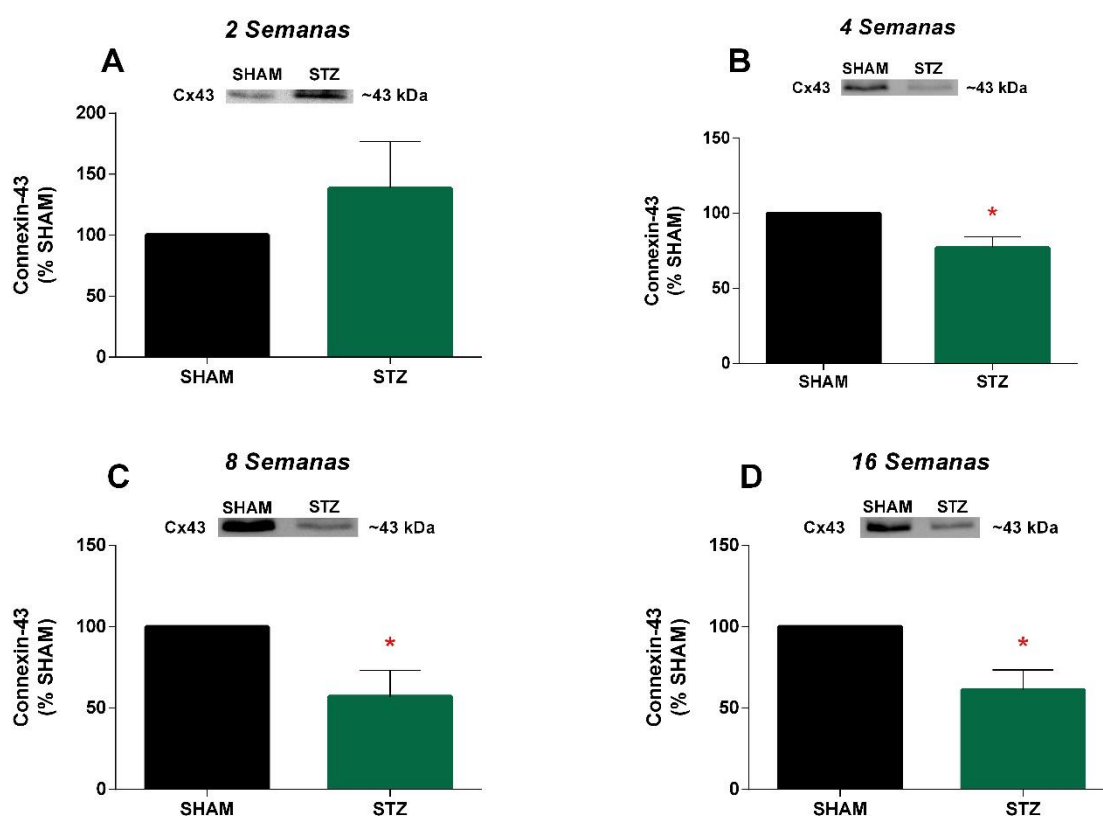 2 Semanas
A
SHAM STZ
Cx43 ~43 kDa
200
150
100
50
0
Connexin-43
(% SHAM)
SHAM STZ
4 Semanas
B
SHAM STZ
Cx43 ~43 kDa
150
100
*
50
0
Connexin-43
(% SHAM)
SHAM STZ
8 Semanas
C
SHAM STZ
Cx43 ~43 kDa
150
100
*
50
0
Connexin-43
(% SHAM)
SHAM STZ
16 Semanas
D
SHAM STZ
Cx43 ~43 kDa
150
100
*
50
0
Connexin-43
(% SHAM)
SHAM STZ